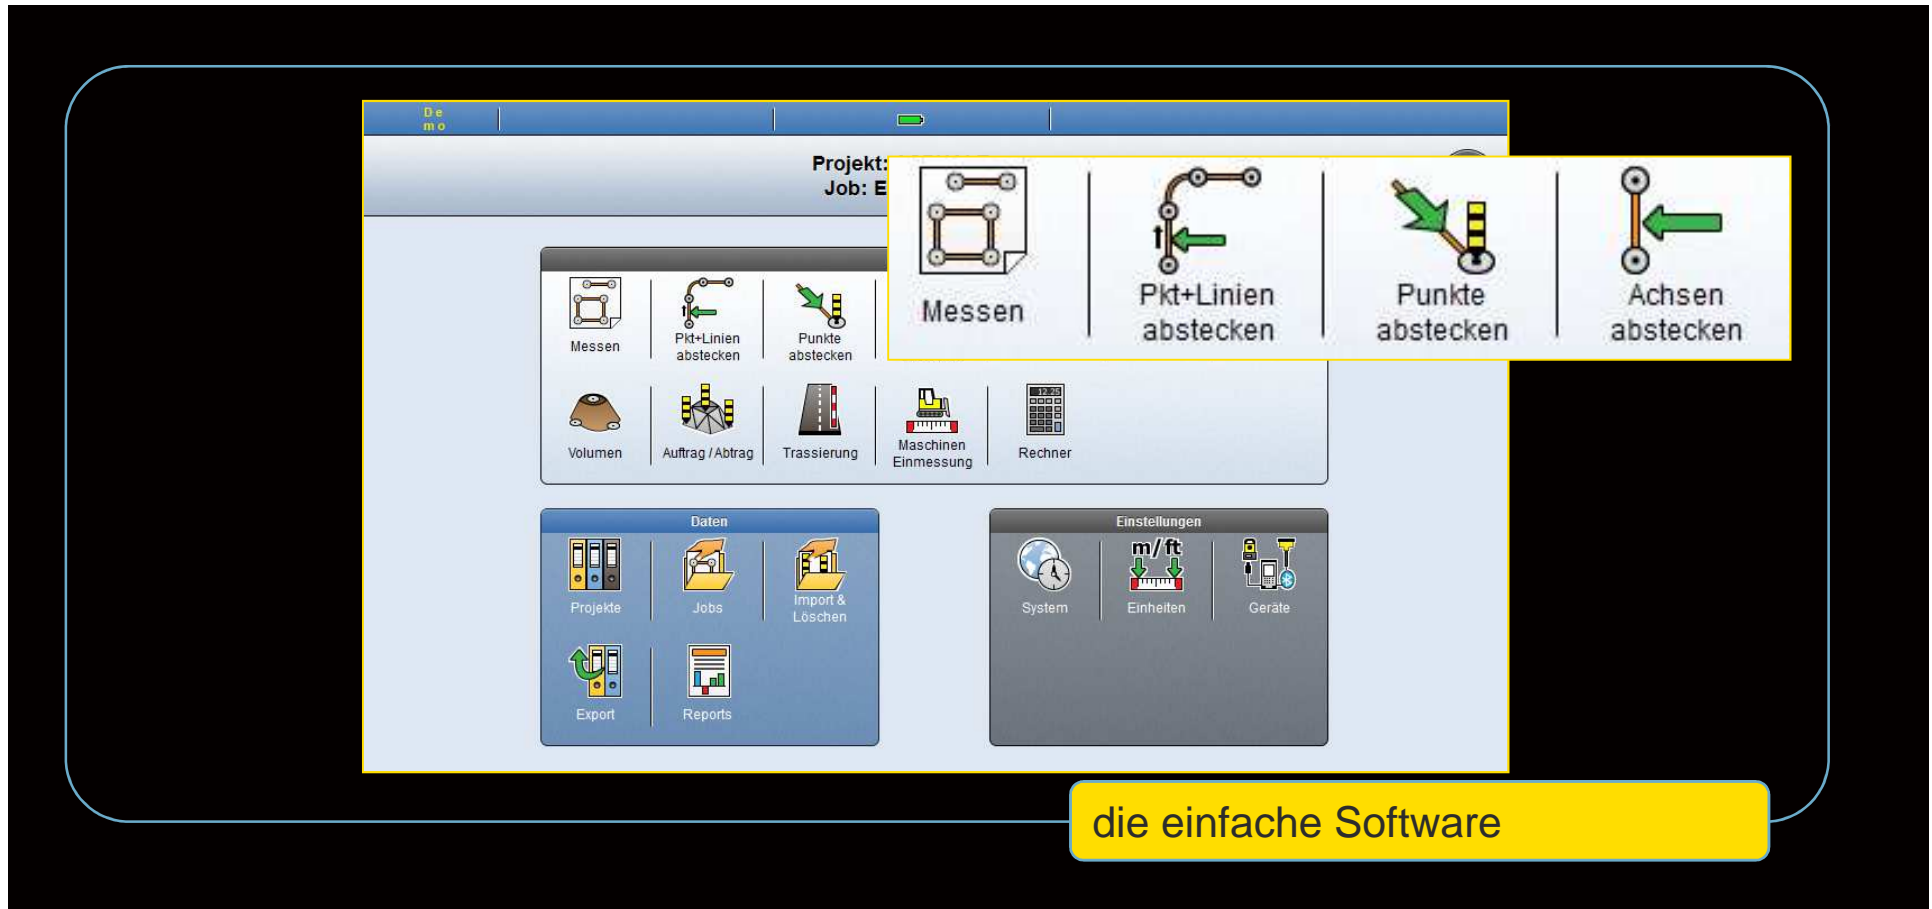 De
mo
Projekt:
Job: E
Messen
Pkt+Linien
abstecken
Punkte
abstecken
Achsen
abstecken
Messen
Pkt+Linien
abstecken
Punkte
abstecken
12.25
Volumen
Auftrag / Abtrag
Trassierung
Maschinen
Einmessung
Rechner
Daten
Projekte
Jobs
Import &
Löschen
Export
Reports
Einstellungen
System
m/ft
Einheiten
Geräte
die einfache Software